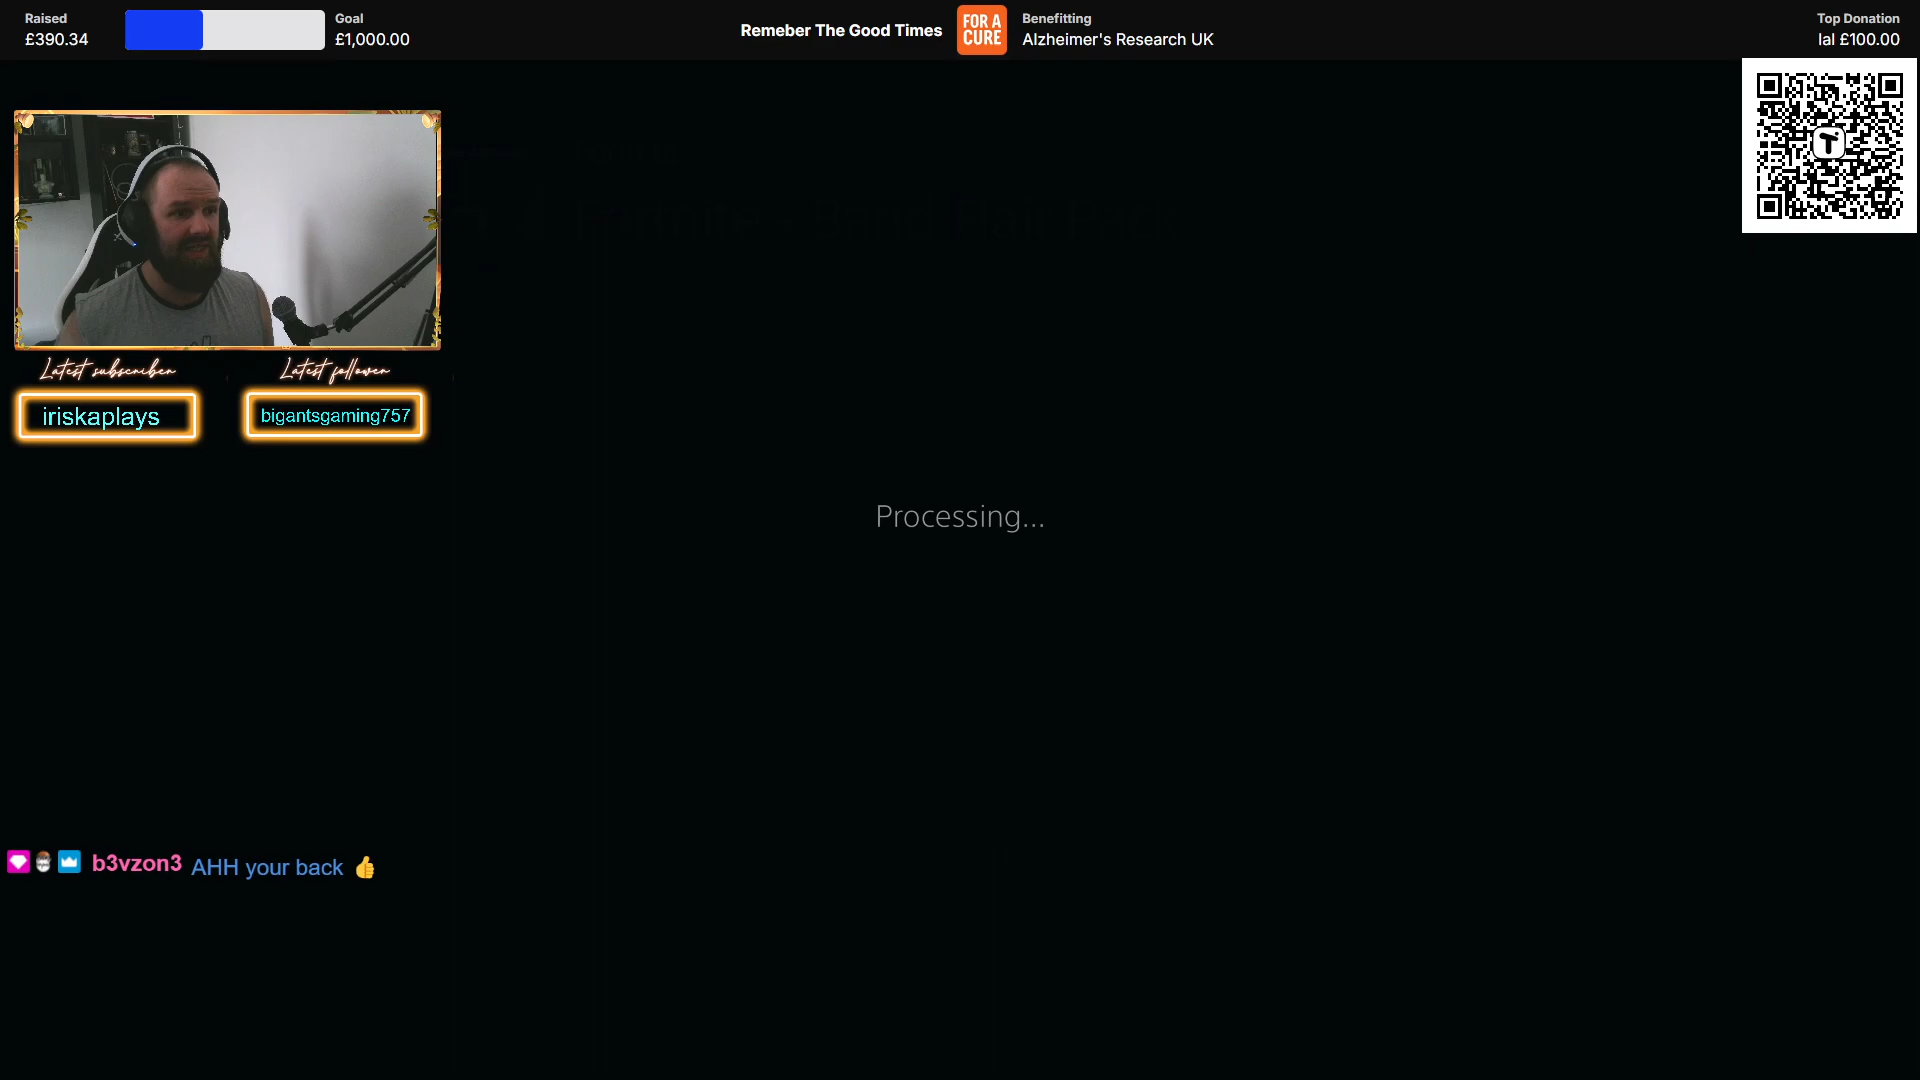 Raised
£390.34
Goal
£1,000.00
Remeber The Good Times
FOR A
CURE
Benefitting
Alzheimer's Research UK
Top Donation
lal £100.00
T
Latest subscriber
Latest follower
iriskaplays
bigantsgaming757
Processing...
b3vzon3 AHH your back 👍